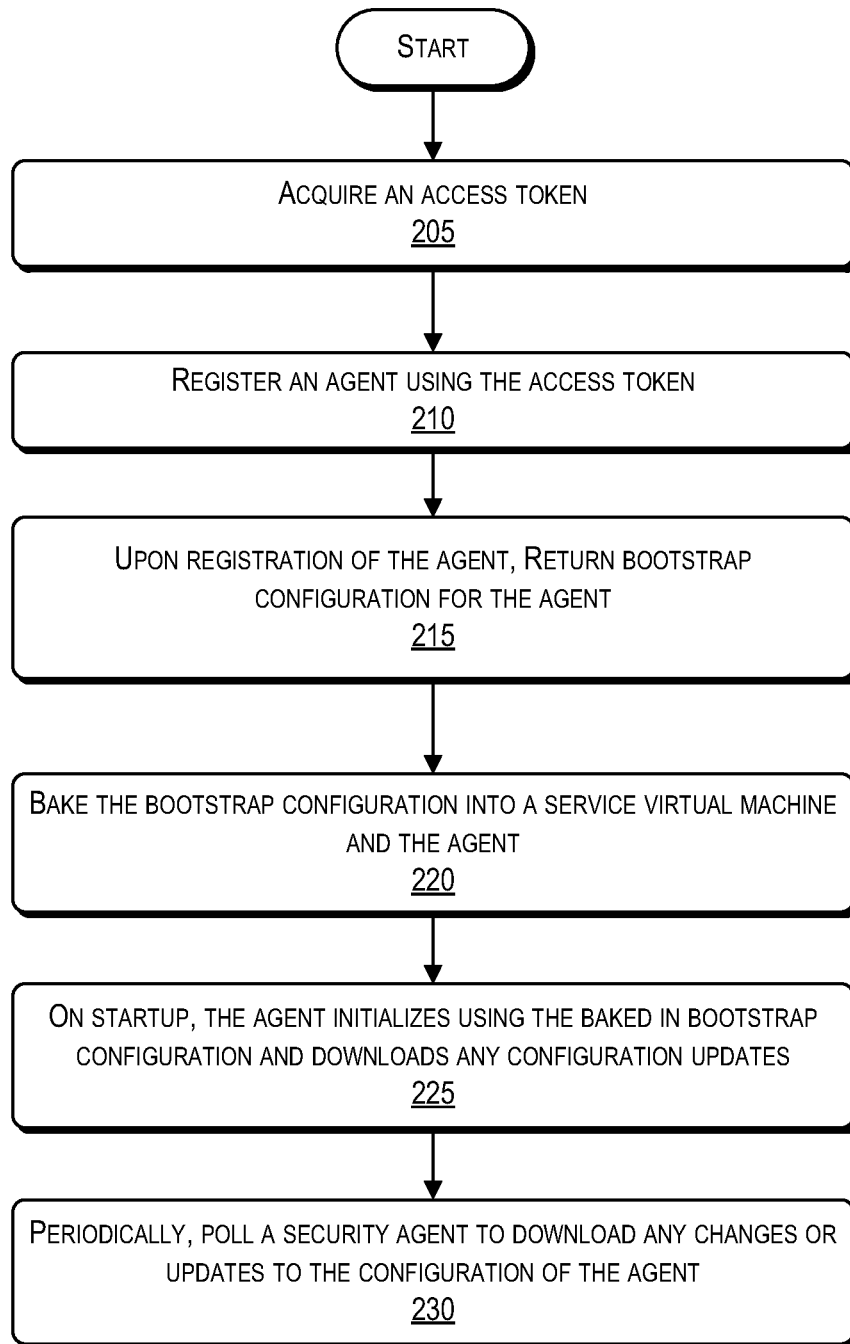 START
ACQUIRE AN ACCESS TOKEN
205
REGISTER AN AGENT USING THE ACCESS TOKEN
210
UPON REGISTRATION OF THE AGENT, RETURN BOOTSTRAP
CONFIGURATION FOR THE AGENT
215
BAKE THE BOOTSTRAP CONFIGURATION INTO A SERVICE VIRTUAL MACHINE
AND THE AGENT
220
ON STARTUP, THE AGENT INITIALIZES USING THE BAKED IN BOOTSTRAP
CONFIGURATION AND DOWNLOADS ANY CONFIGURATION UPDATES
225
PERIODICALLY, POLL A SECURITY AGENT TO DOWNLOAD ANY CHANGES OR
UPDATES TO THE CONFIGURATION OF THE AGENT
230